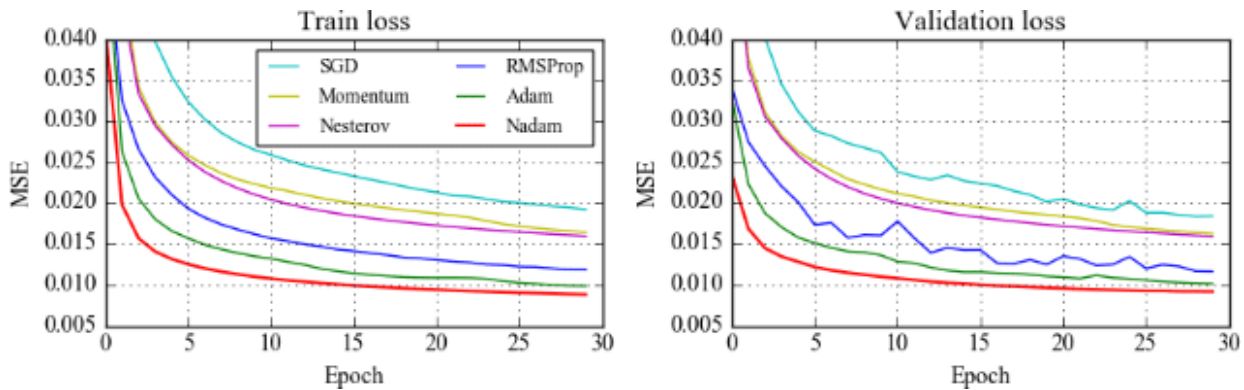 Train loss
MSE
0.040
0.035
0.030
0.025
0.020
0.015
0.010
0.005
SGD
Momentum
Nesterov
RMSProp
Adam
Nadam
0 5 10 15 20 25 30
Epoch
Validation loss
MSE
0.040
0.035
0.030
0.025
0.020
0.015
0.010
0.005
0 5 10 15 20 25 30
Epoch